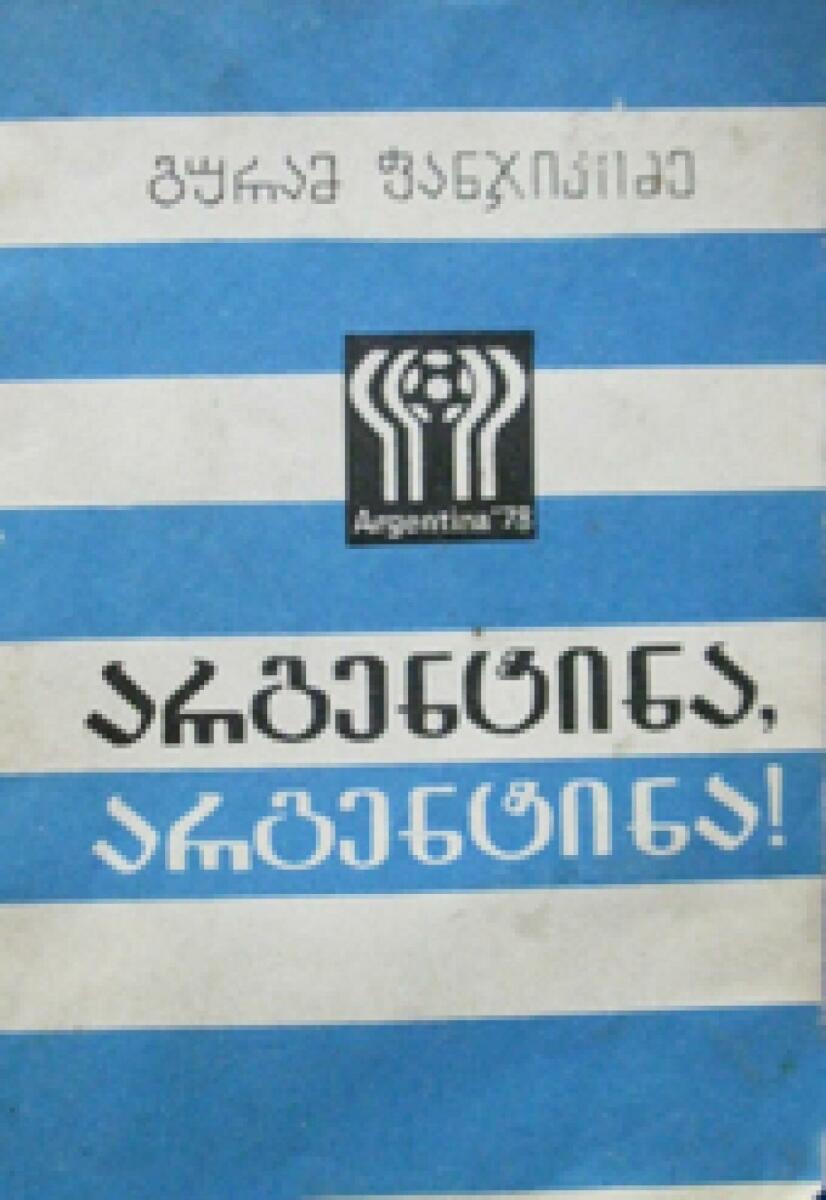 გურამ ფანჯიკიძე
Argentina '78
არგენტინა,
არგენტინა!